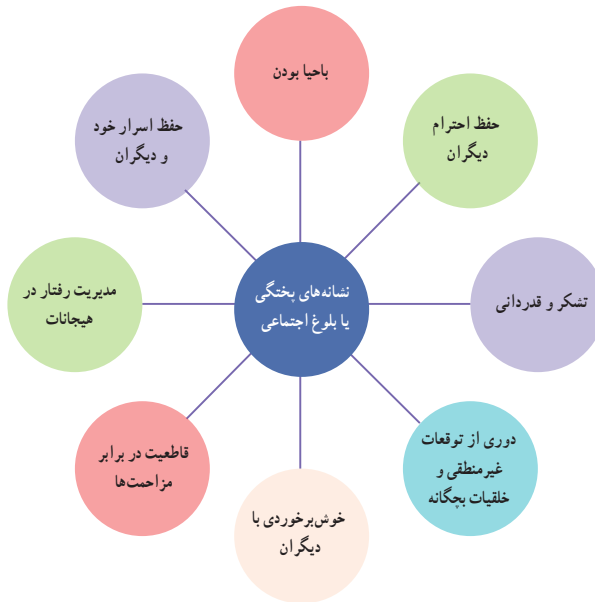 باحیا بودن
حفظ احترام
دیگران
حفظ اسرار خود
و دیگران
نشانه‌های پختگی
یا بلوغ اجتماعی
تشکر و قدردانی
مدیریت رفتار در
هیجانات
دوری از توقعات
غیرمنطقی و
خلقیات بچگانه
قاطعیت در برابر
مزاحمت‌ها
خوش‌برخوردی با
دیگران